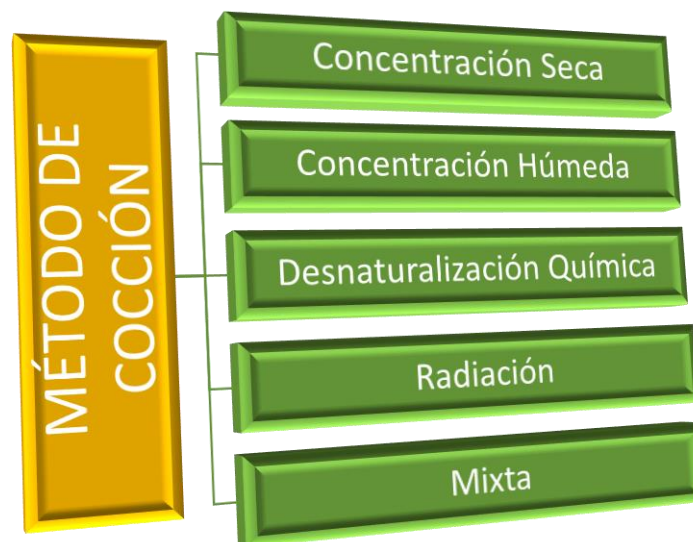 MÉTODO DE
COCCIÓN
Concentración Seca
Concentración Húmeda
Desnaturalización Química
Radiación
Mixta